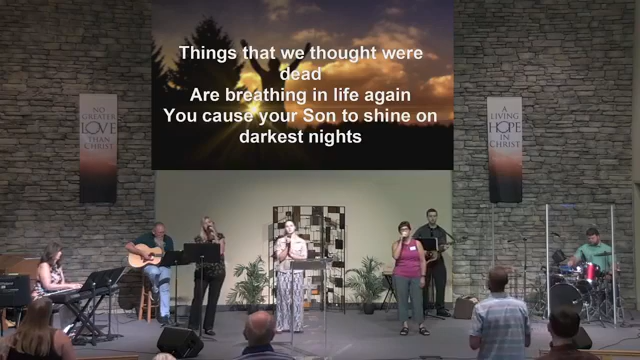 Things that we thought were
dead
Are breathing in life again
You cause your Son to shine on
darkest nights
NO
GREATER
LOVE
THAN
CHRIST
A
LIVING
HOPE
IN
CHRIST